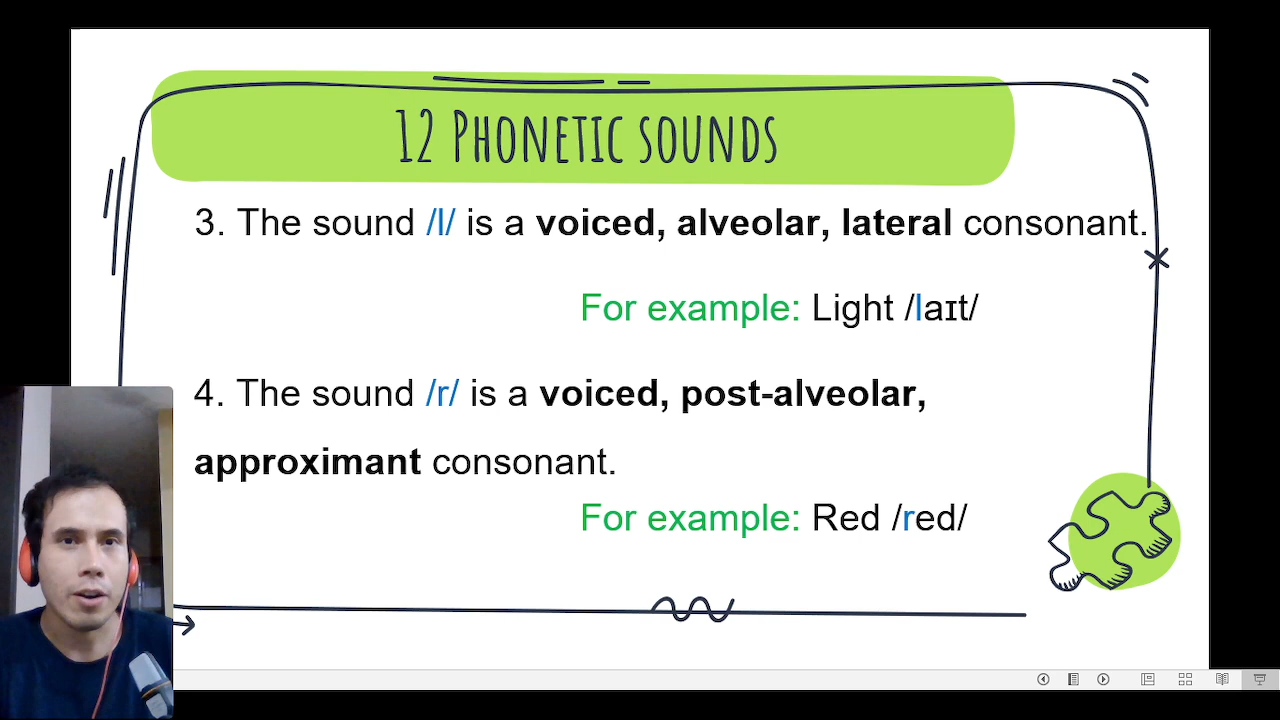 12 Phonetic sounds
3. The sound /l/ is a voiced, alveolar, lateral consonant.
For example: Light /laɪt/
4. The sound /r/ is a voiced, post-alveolar,
approximant consonant.
For example: Red /red/